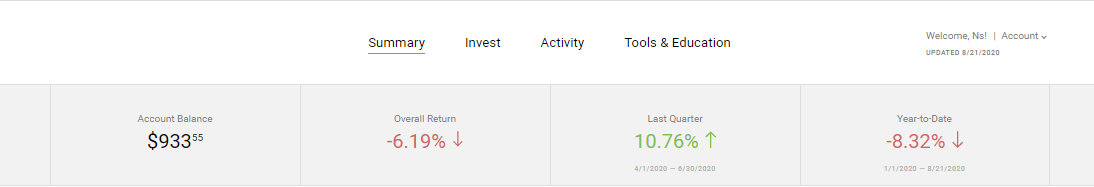 Summary Invest Activity Tools & Education
Welcome, Ns! | Account
UPDATED 8/21/2020
Account Balance
$93355
Overall Return
-6.19% ↓
Last Quarter
10.76% ↑
4/1/2020 — 6/30/2020
Year-to-Date
-8.32% ↓
1/1/2020 — 8/21/2020